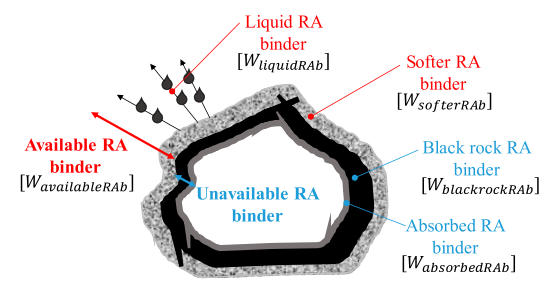 Liquid RA
binder
[W_liquidRAb]
Softer RA
binder
[W_softerRAb]
Available RA
binder
[W_availableRAb]
Unavailable RA
binder
Black rock RA
binder
[W_blackrockRAb]
Absorbed RA
binder
[W_absorbedRAb]